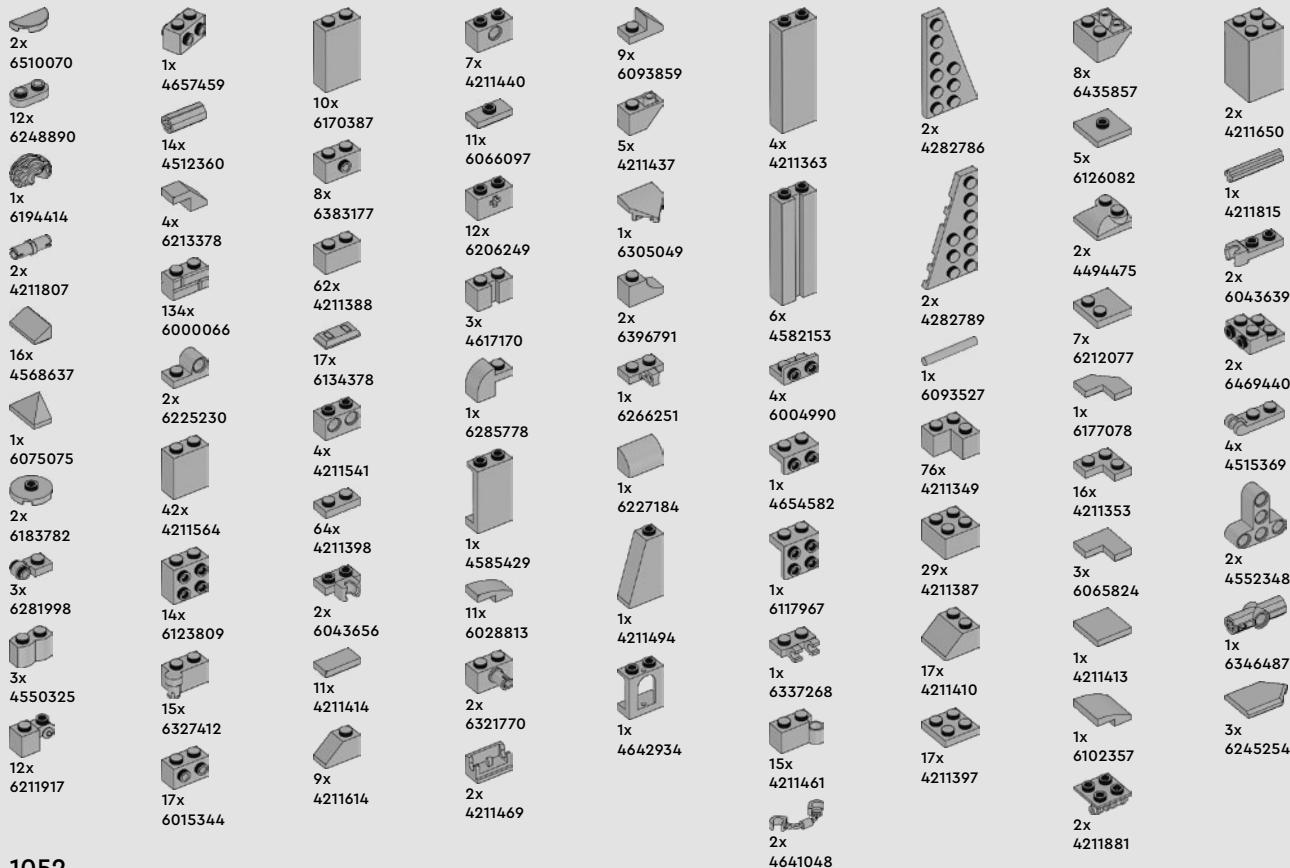 2x
6510070
12x
6248890
1x
6194414
2x
4211807
16x
4568637
1x
6075075
2x
6183782
3x
6281998
3x
4550325
12x
6211917
1x
4657459
14x
4512360
4x
6213378
134x
6000066
2x
6225230
42x
4211564
14x
6123809
15x
6327412
17x
6015344
10x
6170387
8x
6383177
62x
4211388
17x
6134378
4x
4211541
64x
4211398
2x
6043656
11x
4211414
9x
4211614
7x
4211440
11x
6066097
12x
6206249
3x
4617170
1x
6285778
1x
4585429
11x
6028813
2x
6321770
2x
4211469
9x
6093859
5x
4211437
1x
6305049
2x
6396791
1x
6266251
1x
6227184
1x
4211494
1x
4642934
4x
4211363
6x
4582153
4x
6004990
1x
4654582
1x
6117967
1x
6337268
15x
4211461
2x
4641048
2x
4282786
2x
4282789
1x
6093527
76x
4211349
29x
4211387
17x
4211410
17x
4211397
8x
6435857
5x
6126082
2x
4494475
7x
6212077
1x
6177078
16x
4211353
3x
6065824
1x
4211413
1x
6102357
2x
4211881
2x
4211650
1x
4211815
2x
6043639
2x
6469440
4x
4515369
2x
4552348
1x
6346487
3x
6245254
1052